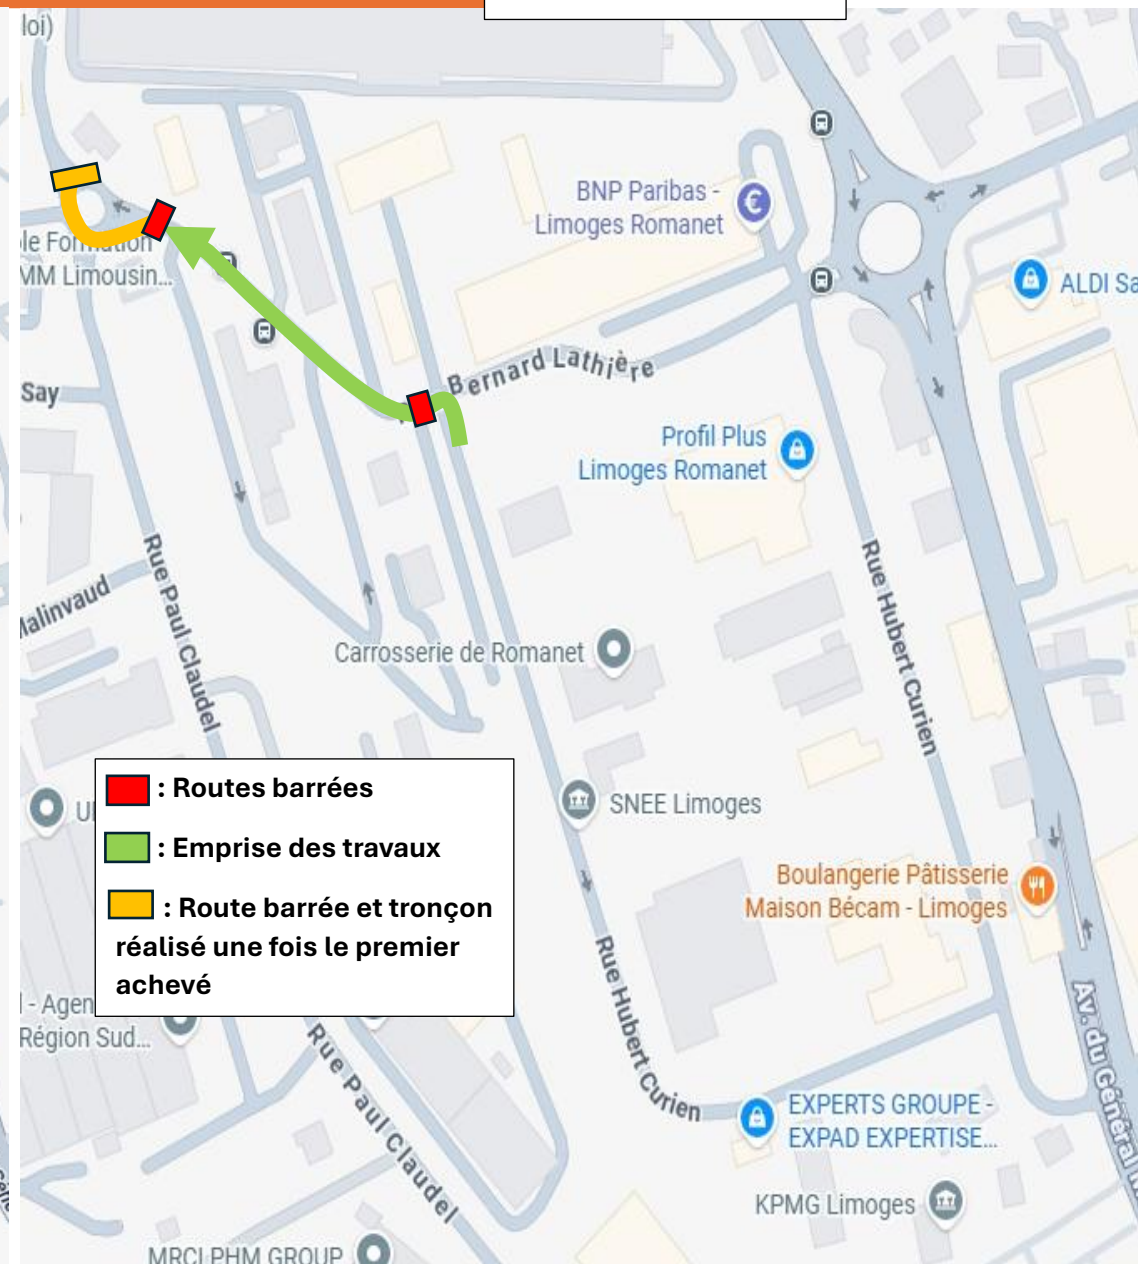 loi)
BNP Paribas -
Limoges Romanet
le Formation
MM Limousin...
ALDI Sa
Bernard Lathière
Say
Profil Plus
Limoges Romanet
Rue Paul Claudel
Malinvaud
Rue Hubert Curien
Carrosserie de Romanet
: Routes barrées
: Emprise des travaux
: Route barrée et tronçon
réalisé une fois le premier
achevé
SNEE Limoges
Boulangerie Pâtisserie
Maison Bécam - Limoges
- Agen
Région Sud...
Rue Hubert Curien
Rue Paul Claudel
Av. du Général
EXPERTS GROUPE -
EXPAD EXPERTISE...
KPMG Limoges
MRCI PHM GROUP